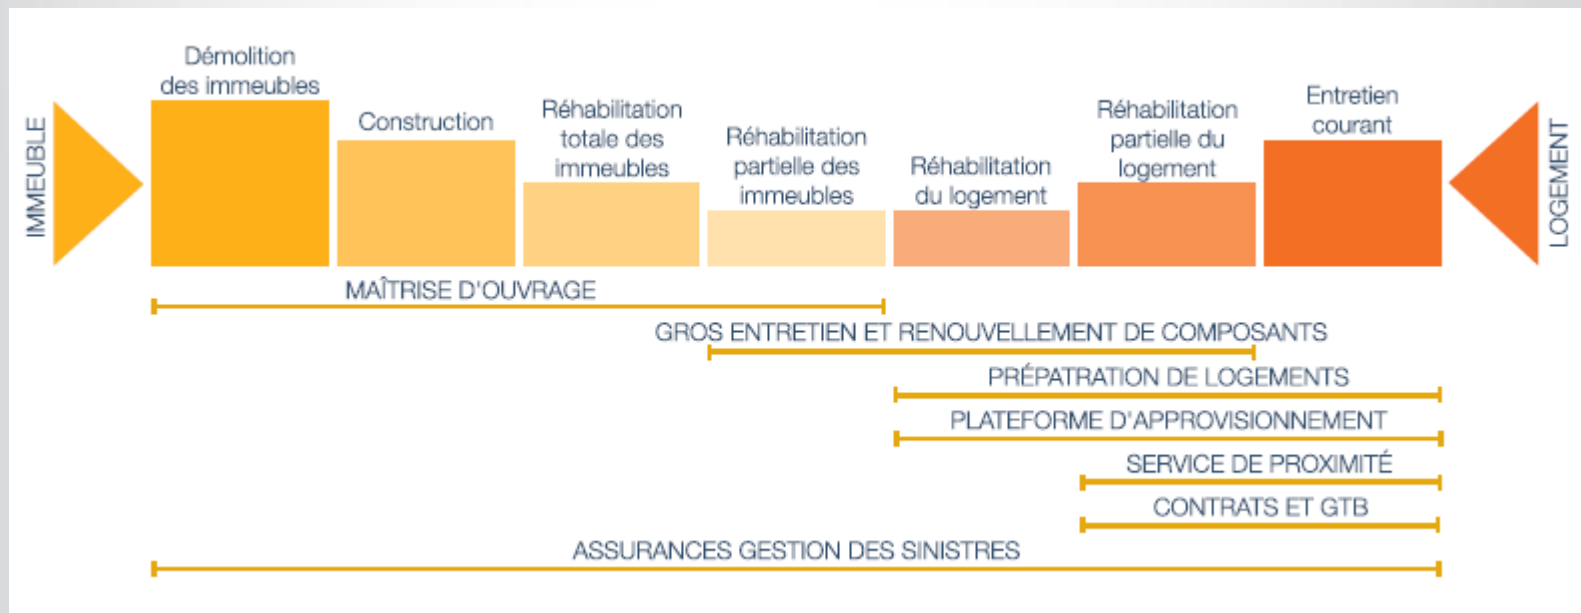 IMMEUBLE
Démolition
des immeubles
Construction
Réhabilitation
totale des
immeubles
Réhabilitation
partielle des
immeubles
Réhabilitation
du logement
Réhabilitation
partielle du
logement
Entretien
courant
LOGEMENT
MAÎTRISE D'OUVRAGE
GROS ENTRETIEN ET RENOUVELLEMENT DE COMPOSANTS
PRÉPATRATION DE LOGEMENTS
PLATEFORME D'APPROVISIONNEMENT
SERVICE DE PROXIMITÉ
CONTRATS ET GTB
ASSURANCES GESTION DES SINISTRES